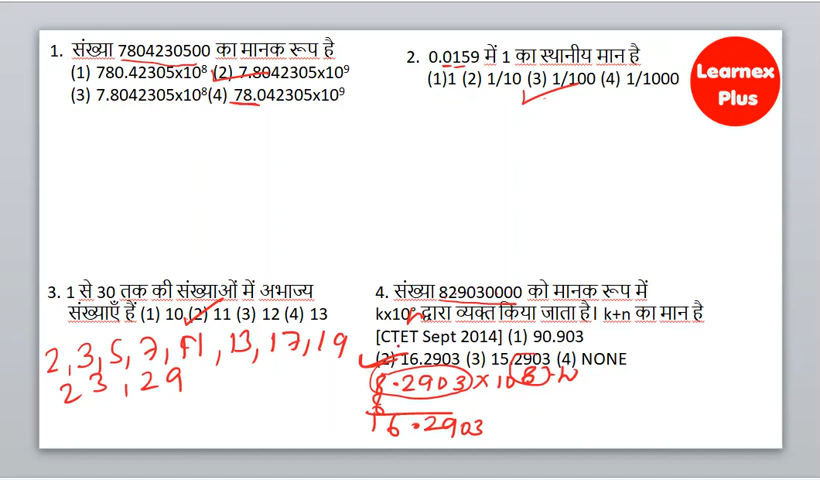 1. संख्या 7804230500 का मानक रूप है
(1) 780.42305x10⁸ (2) 7.8042305x10⁹
(3) 7.8042305x10⁸(4) 78.042305x10⁹
2. 0.0159 में 1 का स्थानीय मान है
(1)1 (2) 1/10 (3) 1/100 (4) 1/1000
Learnex
Plus
3. 1 से 30 तक की संख्याओं में अभाज्य
संख्याएँ हैं (1) 10 (2) 11 (3) 12 (4) 13
2, 3, 5, 7, 11, 13, 17, 19
23, 29
4. संख्या 829030000 को मानक रूप में
kx10ⁿ द्वारा व्यक्त किया जाता है। k+n का मान है
[CTET Sept 2014] (1) 90.903
(2) 16.2903 (3) 15.2903 (4) NONE
8.2903 x 10 8 → n
8
16.2903